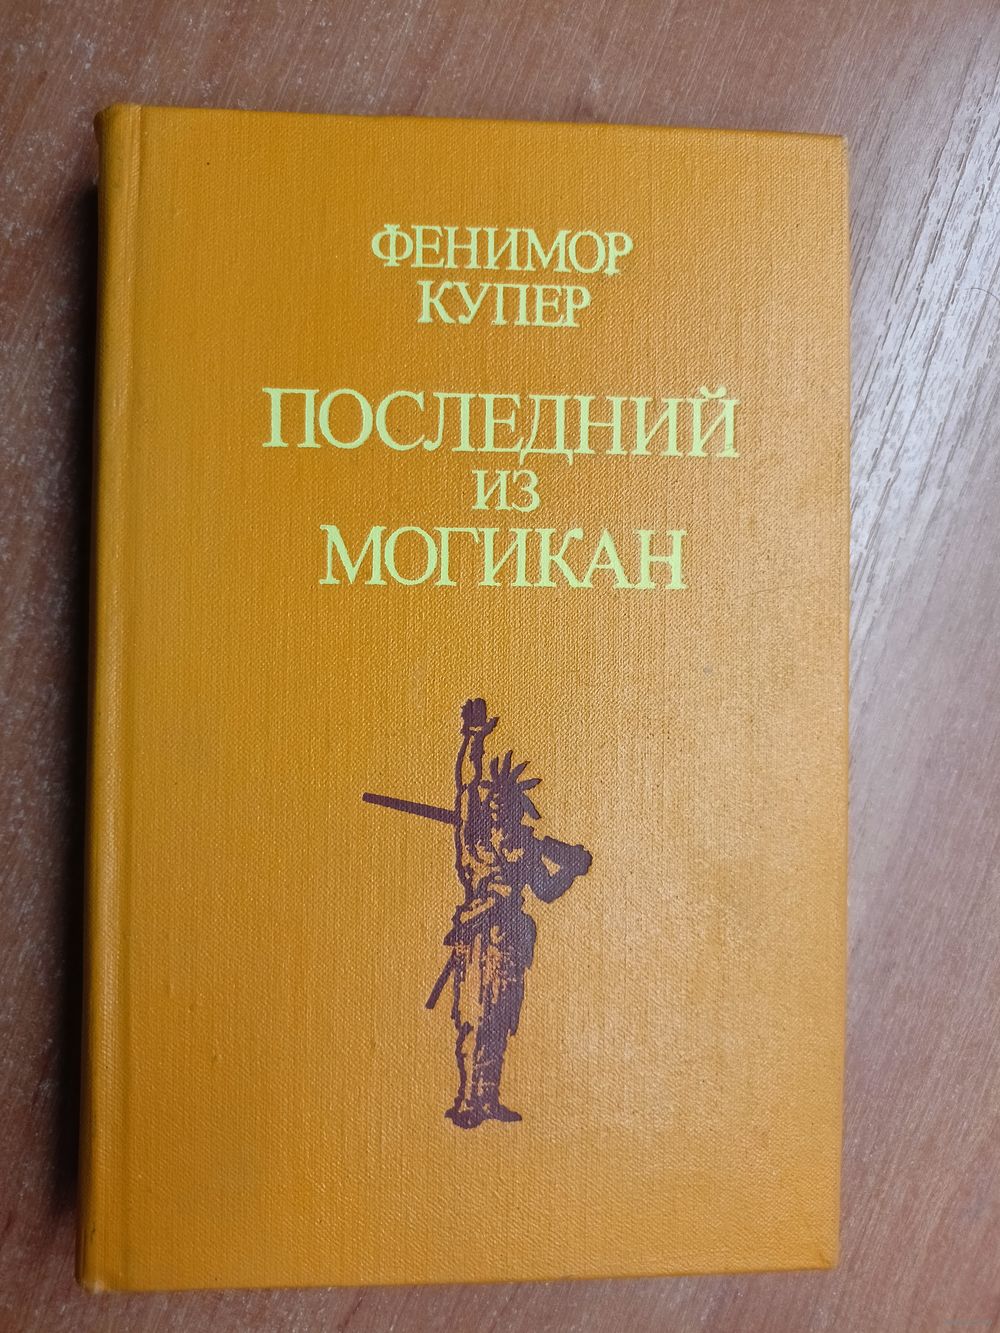 ФЕНИМОР
КУПЕР
ПОСЛЕДНИЙ
ИЗ
МОГИКАН